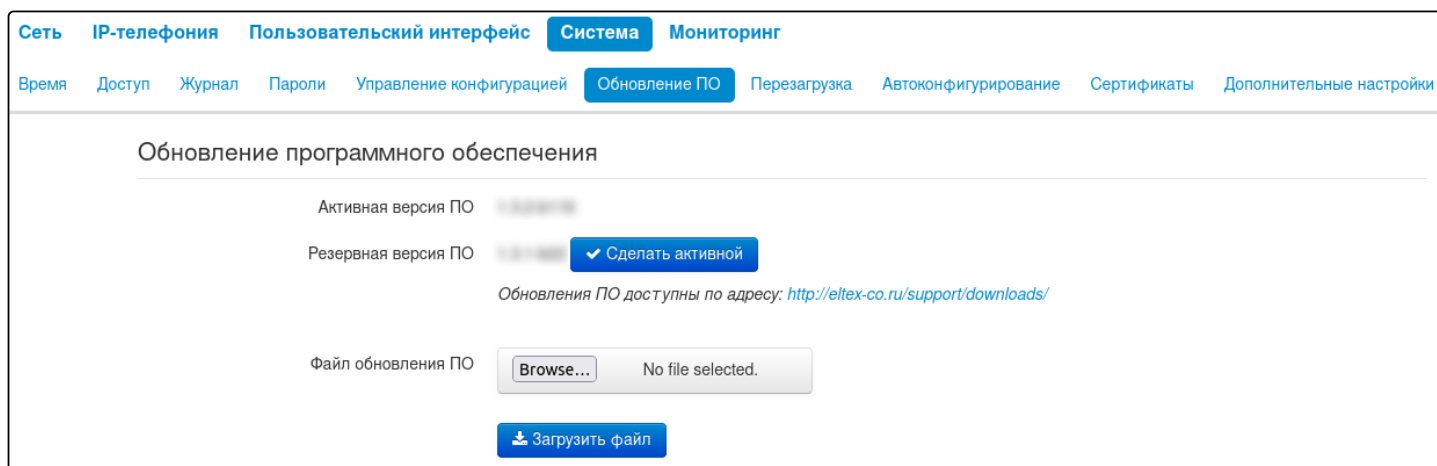 Сеть IP-телефония Пользовательский интерфейс Система Мониторинг
Время Доступ Журнал Пароли Управление конфигурацией Обновление ПО Перезагрузка Автоконфигурирование Сертификаты Дополнительные настройки
Обновление программного обеспечения
Активная версия ПО
Резервная версия ПО Сделать активной
Обновления ПО доступны по адресу: http://eltex-co.ru/support/downloads/
Файл обновления ПО Browse... No file selected.
Загрузить файл